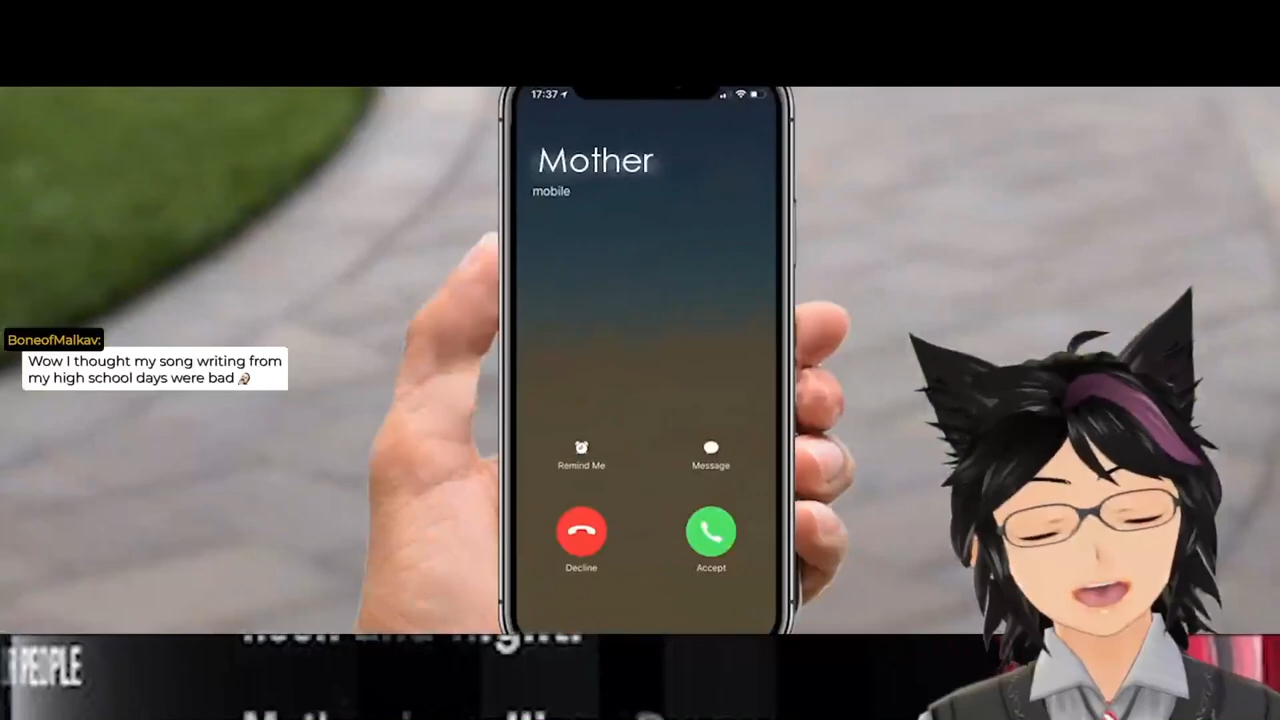 17:37
Mother
mobile
BoneofMalkav:
Wow I thought my song writing from
my high school days were bad
Remind Me
Message
Decline
Accept
PEOPLE